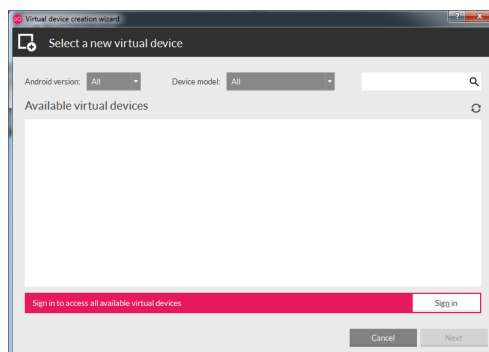 Virtual device creation wizard
Select a new virtual device
Android version: All Device model: All
Available virtual devices
Sign in to access all available virtual devices Sign in
Cancel Next